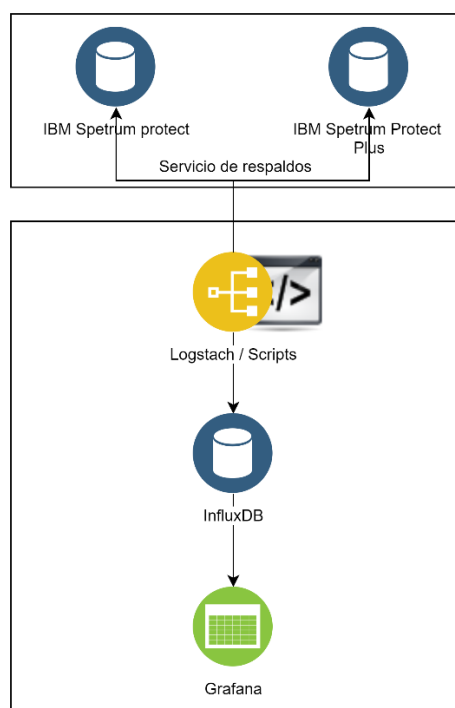 IBM Spetrum protect
IBM Spetrum Protect
Plus
Servicio de respaldos
</>
Logstach / Scripts
InfluxDB
Grafana